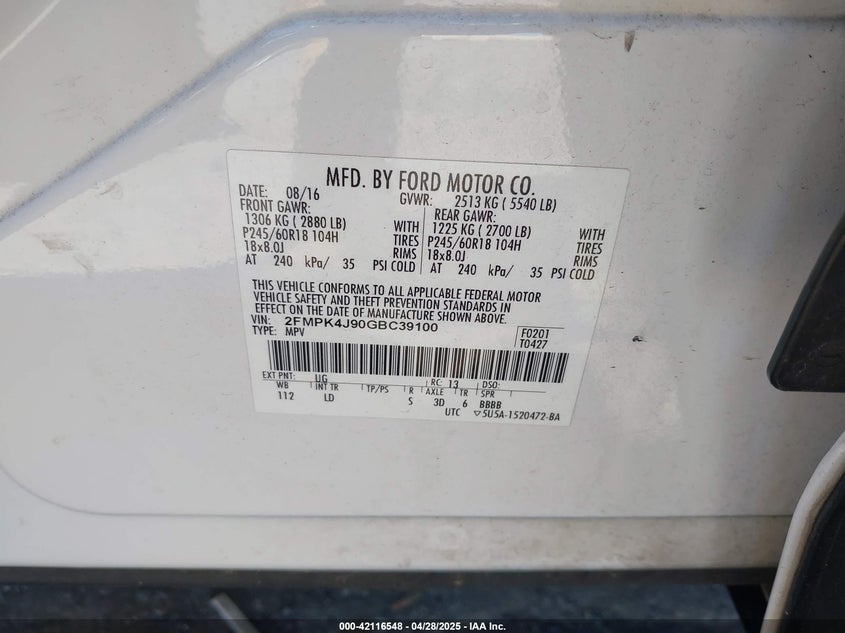 MFD. BY FORD MOTOR CO.
DATE: 08/16 GVWR: 2513 KG ( 5540 LB)
FRONT GAWR: REAR GAWR:
1306 KG ( 2880 LB) WITH 1225 KG ( 2700 LB) WITH
P245/60R18 104H TIRES P245/60R18 104H TIRES
18x8.0J RIMS 18x8.0J RIMS
AT 240 kPa/ 35 PSI COLD AT 240 kPa/ 35 PSI COLD
THIS VEHICLE CONFORMS TO ALL APPLICABLE FEDERAL MOTOR
VEHICLE SAFETY AND THEFT PREVENTION STANDARDS IN
EFFECT ON THE DATE OF MANUFACTURE SHOWN ABOVE.
VIN: 2FMPK4J90GBC39100 F0201
TYPE: MPV T0427
EXT PNT: UG RC: 13 DSO:
WB INT TR TP/PS R AXLE TR SPR
112 LD S 3D 6 BBBB
UTC ▽5U5A-1520472-BA
000-42116548 04/28/2025 - IAA Inc.